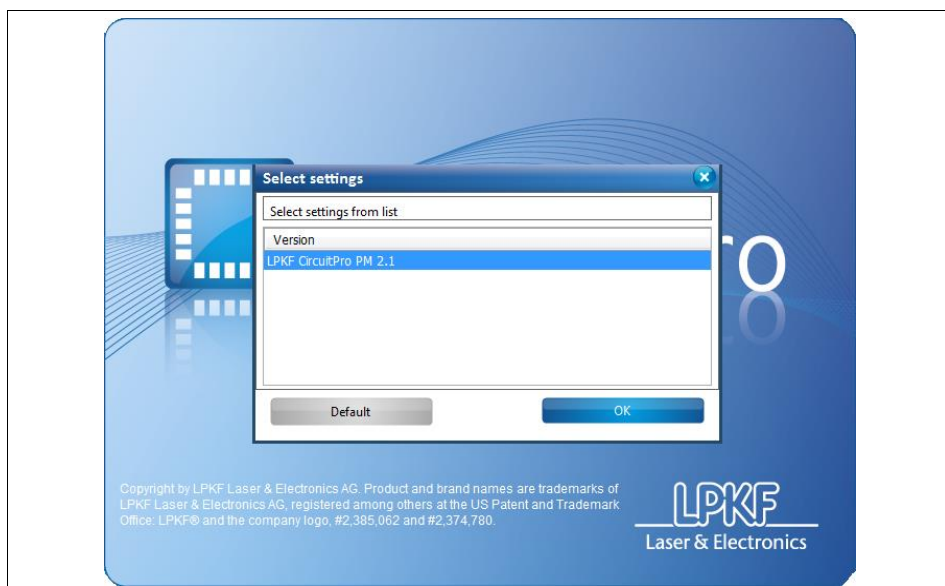 Select settings
Select settings from list
Version
LPKF CircuitPro PM 2.1
ro
Default
OK
Copyright by LPKF Laser & Electronics AG. Product and brand names are trademarks of
LPKF Laser & Electronics AG, registered among others at the US Patent and Trademark
Office: LPKF® and the company logo, #2,385,062 and #2,374,780.
LPKF
Laser & Electronics